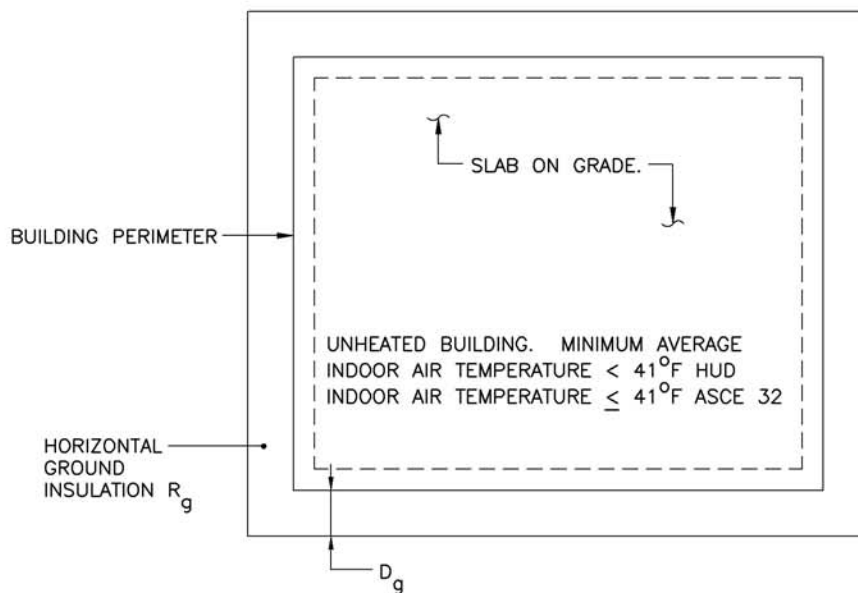 SLAB ON GRADE.
BUILDING PERIMETER
UNHEATED BUILDING. MINIMUM AVERAGE
INDOOR AIR TEMPERATURE < 41°F HUD
INDOOR AIR TEMPERATURE ≤ 41°F ASCE 32
HORIZONTAL
GROUND
INSULATION Rg
Dg